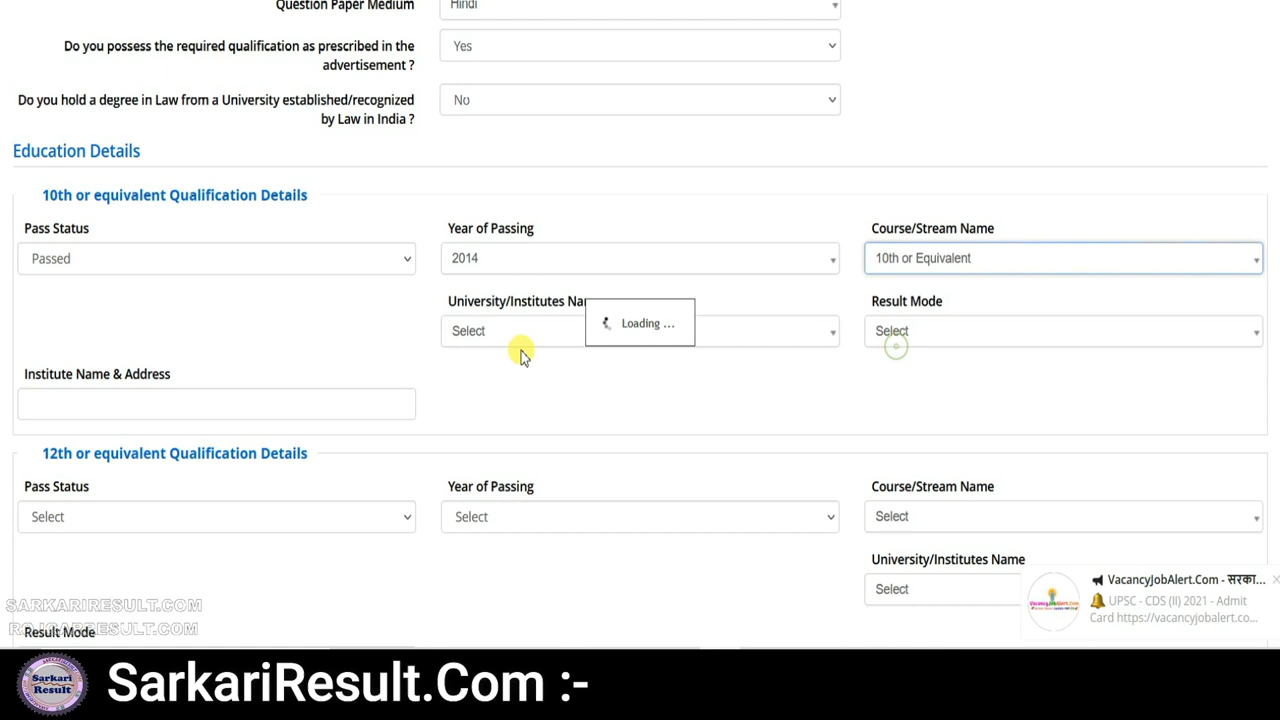 Question Paper Medium
Hindi
Do you possess the required qualification as prescribed in the
advertisement ?
Yes
Do you hold a degree in Law from a University established/recognized
by Law in India ?
No
Education Details
10th or equivalent Qualification Details
Pass Status
Year of Passing
Course/Stream Name
Passed
2014
10th or Equivalent
University/Institutes Na
Result Mode
Select
Loading ...
Select
Institute Name & Address
12th or equivalent Qualification Details
Pass Status
Year of Passing
Course/Stream Name
Select
Select
Select
University/Institutes Name
Select
VacancyJobAlert.Com - सरका...
UPSC - CDS (II) 2021 - Admit
Card https://vacancyjobalert.co...
SARKARIRESULT.COM
ROJGARRESULT.COM
Result Mode
Sarkari
Result
SarkariResult.Com :-